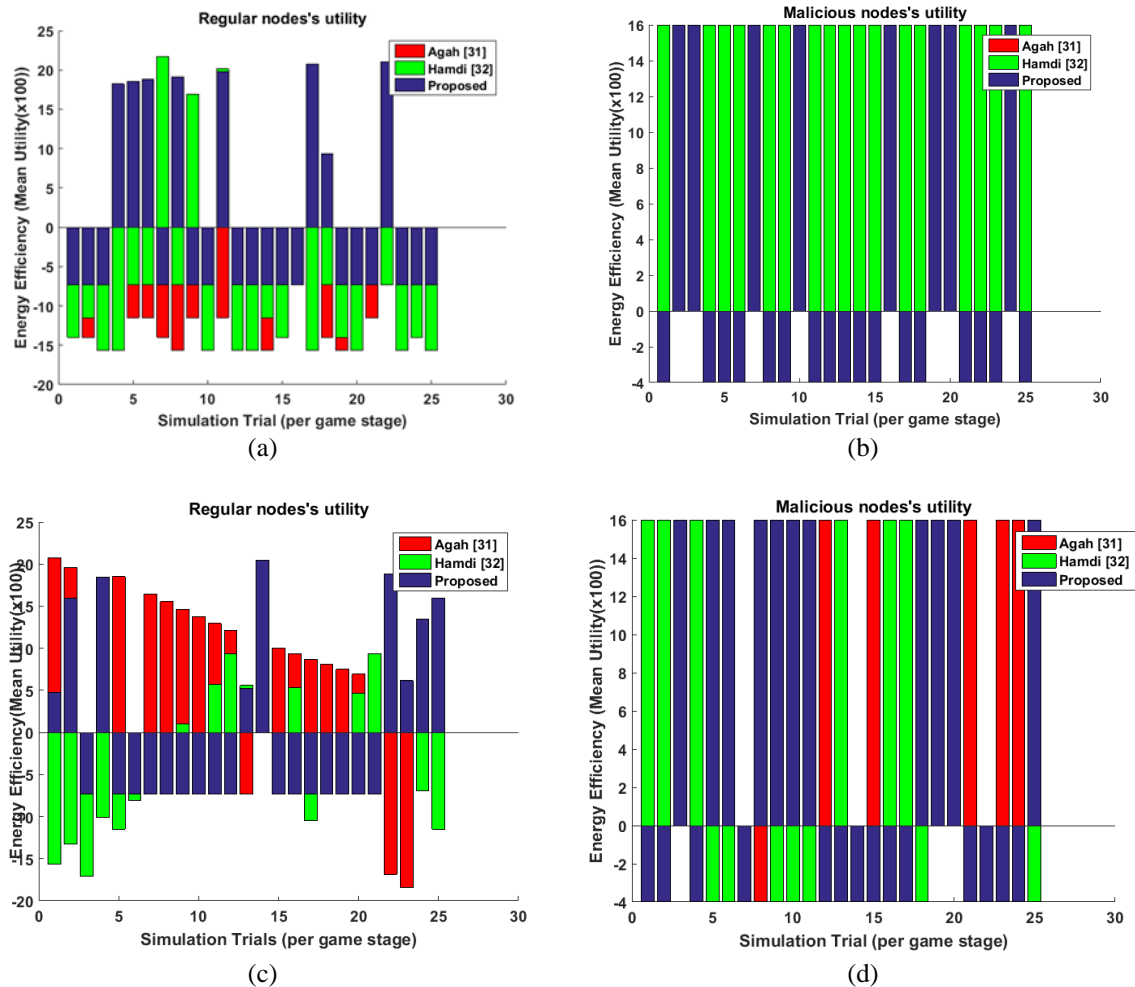 Regular nodes's utility
25
20
15
10
5
0
-5
-10
-15
-20
Energy Efficiency (Mean Utility(x100))
Agah [31]
Hamdi [32]
Proposed
0 5 10 15 20 25 30
Simulation Trial (per game stage)
(a)
Malicious nodes's utility
16
14
12
10
8
6
4
2
0
-2
-4
Energy Efficiency (Mean Utility(x100))
Agah [31]
Hamdi [32]
Proposed
0 5 10 15 20 25 30
Simulation Trial (per game stage)
(b)
Regular nodes's utility
25
20
15
10
5
0
-5
-10
-15
-20
Energy Efficiency(Mean Utility(x100))
Agah [31]
Hamdi [32]
Proposed
0 5 10 15 20 25 30
Simulation Trials (per game stage)
(c)
Malicious nodes's utility
16
14
12
10
8
6
4
2
0
-2
-4
Energy Efficiency (Mean Utility(x100))
Agah [31]
Hamdi [32]
Proposed
0 5 10 15 20 25 30
Simulation Trial (per game stage)
(d)